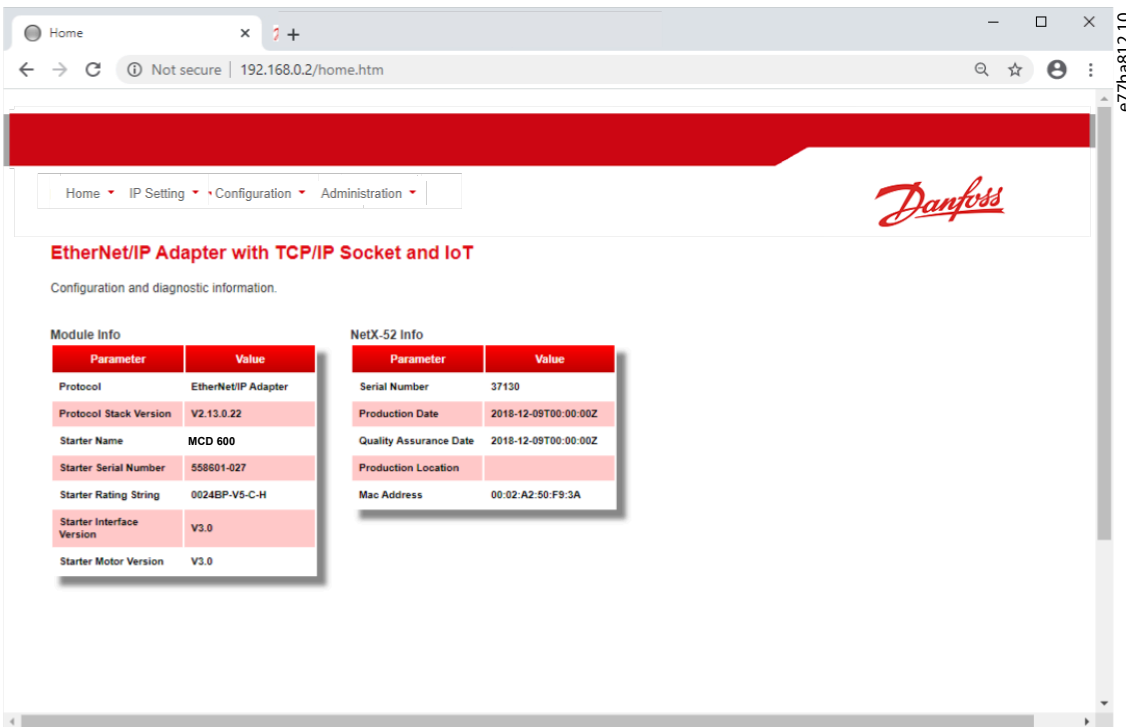 Home
Not secure | 192.168.0.2/home.htm
e77ha812.10
Home IP Setting Configuration Administration
Danfoss
EtherNet/IP Adapter with TCP/IP Socket and IoT
Configuration and diagnostic information.
Module Info
Parameter Value
Protocol EtherNet/IP Adapter
Protocol Stack Version V2.13.0.22
Starter Name MCD 600
Starter Serial Number 558601-027
Starter Rating String 0024BP-V5-C-H
Starter Interface
Version V3.0
Starter Motor Version V3.0
NetX-52 Info
Parameter Value
Serial Number 37130
Production Date 2018-12-09T00:00:00Z
Quality Assurance Date 2018-12-09T00:00:00Z
Production Location
Mac Address 00:02:A2:50:F9:3A